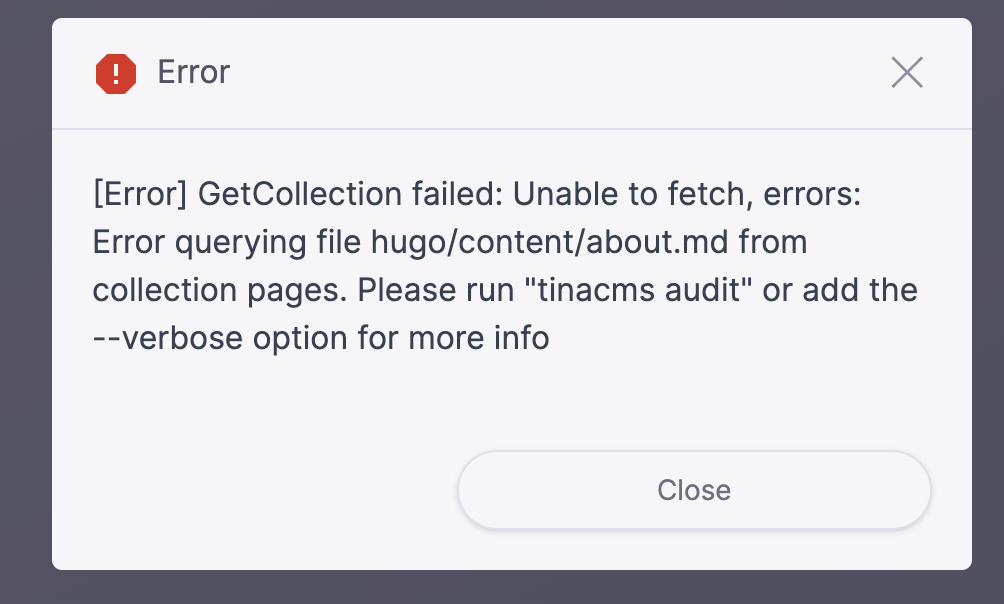 Error
[Error] GetCollection failed: Unable to fetch, errors:
Error querying file hugo/content/about.md from
collection pages. Please run "tinacms audit" or add the
--verbose option for more info
Close